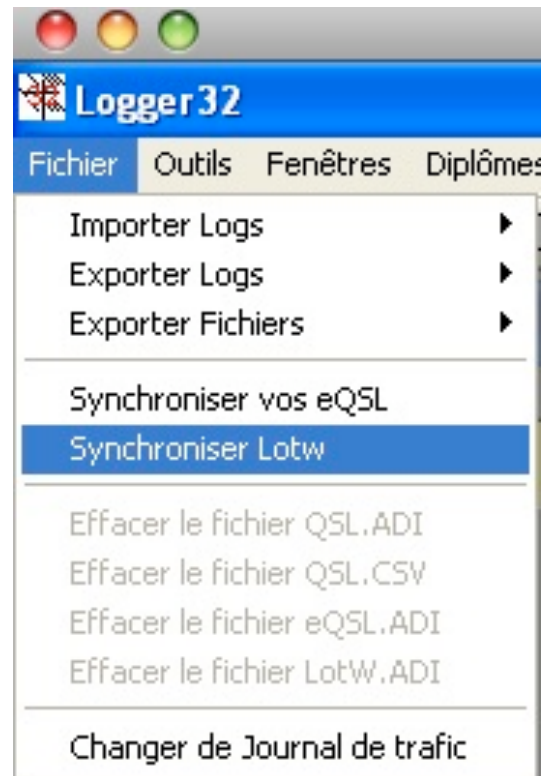 Logger32
Fichier Outils Fenêtres Diplômes
Importer Logs
Exporter Logs
Exporter Fichiers
Synchroniser vos eQSL
Synchroniser Lotw
Effacer le fichier QSL.ADI
Effacer le fichier QSL.CSV
Effacer le fichier eQSL.ADI
Effacer le fichier LotW.ADI
Changer de Journal de trafic